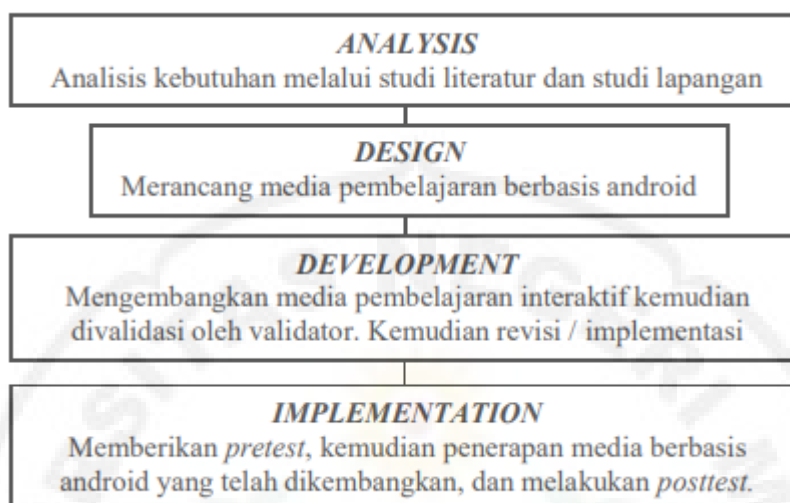 ANALYSIS
Analisis kebutuhan melalui studi literatur dan studi lapangan
DESIGN
Merancang media pembelajaran berbasis android
DEVELOPMENT
Mengembangkan media pembelajaran interaktif kemudian
divalidasi oleh validator. Kemudian revisi / implementasi
IMPLEMENTATION
Memberikan pretest, kemudian penerapan media berbasis
android yang telah dikembangkan, dan melakukan posttest.